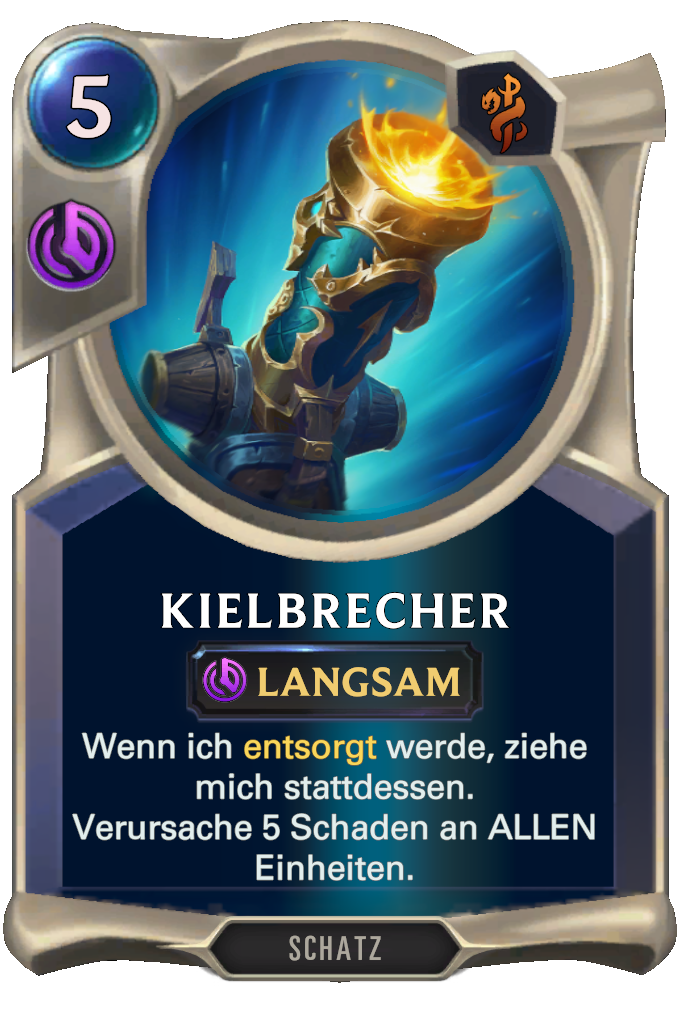 5
KIELBRECHER
LANGSAM
Wenn ich entsorgt werde, ziehe
mich stattdessen.
Verursache 5 Schaden an ALLEN
Einheiten.
SCHATZ